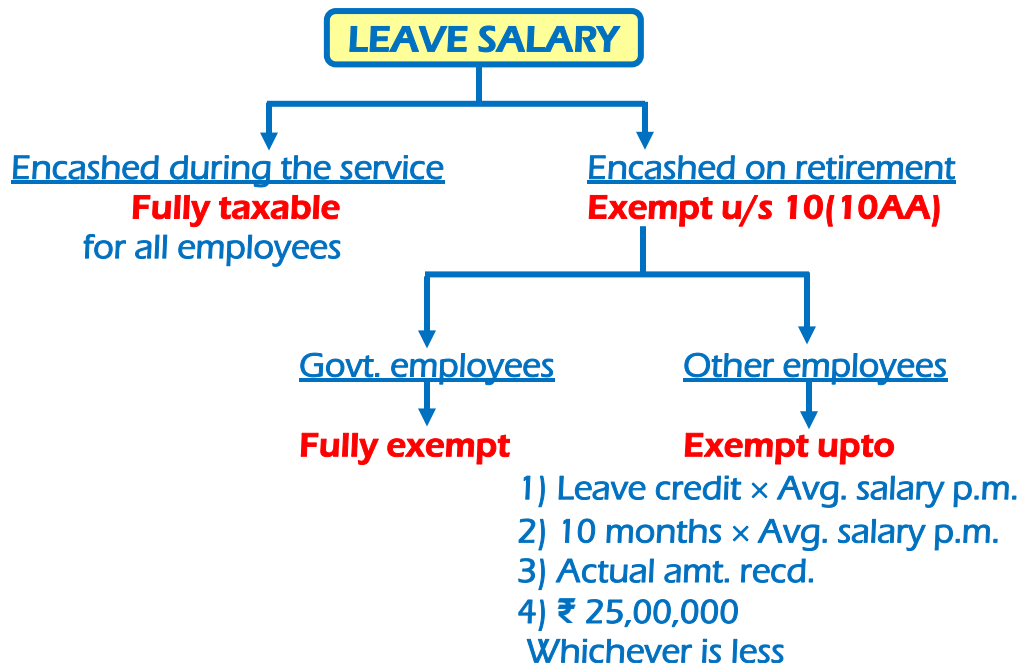 LEAVE SALARY
Encashed during the service
Fully taxable
for all employees
Encashed on retirement
Exempt u/s 10(10AA)
Govt. employees
Fully exempt
Other employees
Exempt upto
1) Leave credit × Avg. salary p.m.
2) 10 months × Avg. salary p.m.
3) Actual amt. recd.
4) ₹ 25,00,000
Whichever is less